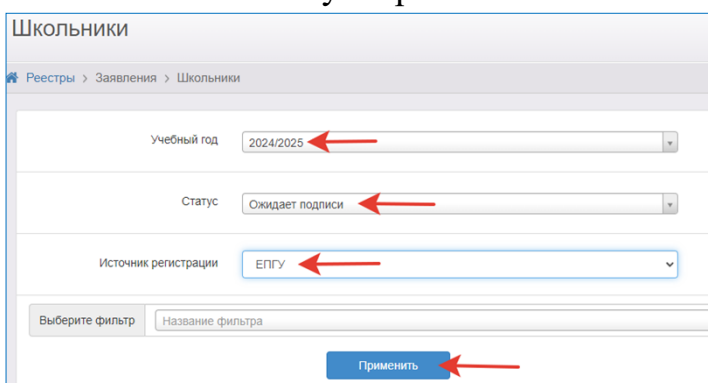 Школьники
Реестры > Заявления > Школьники
Учебный год 2024/2025
Статус Ожидает подписи
Источник регистрации ЕПГУ
Выберите фильтр Название фильтра
Применить